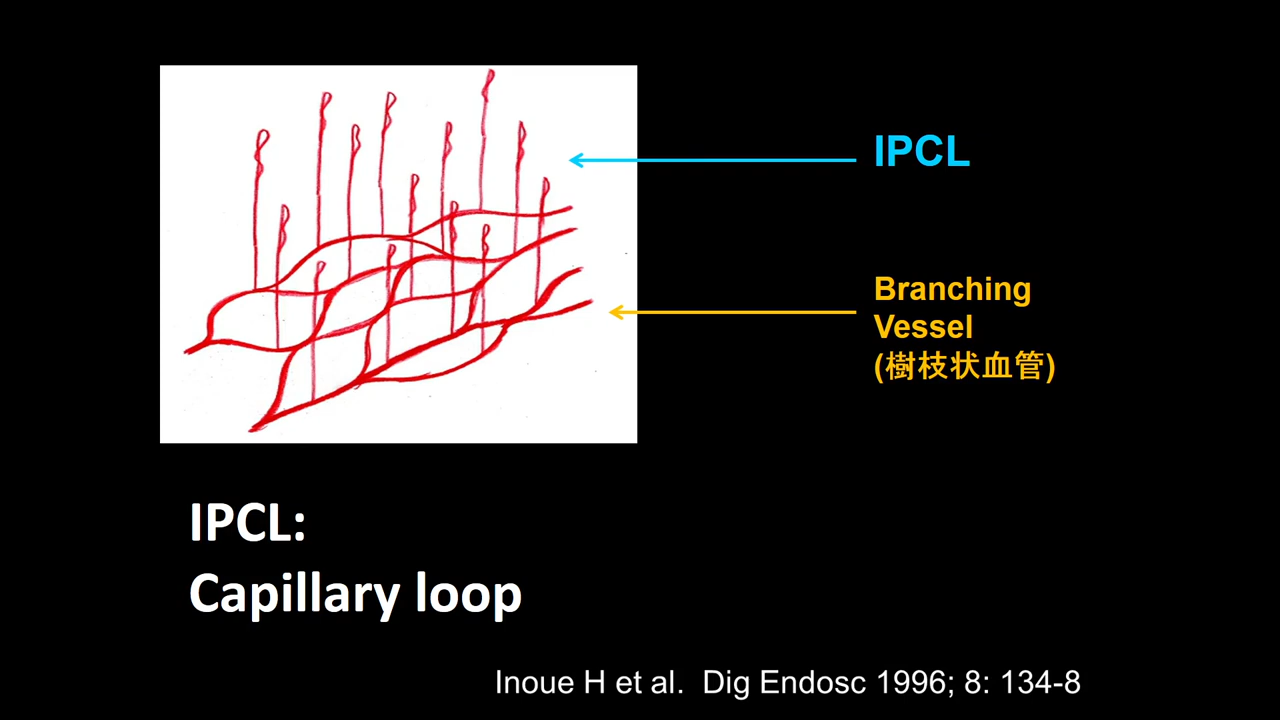 IPCL
Branching
Vessel
(樹枝状血管)
IPCL:
Capillary loop
Inoue H et al.  Dig Endosc 1996; 8: 134-8